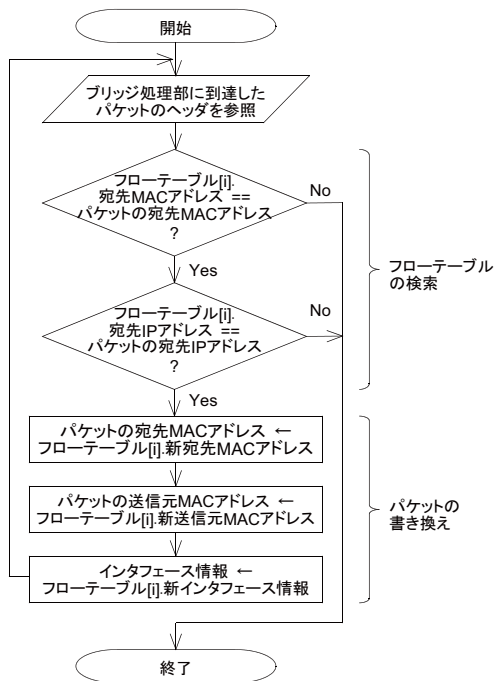 開始
ブリッジ処理部に到達した
パケットのヘッダを参照
フローテーブル[i].
宛先MACアドレス ==
パケットの宛先MACアドレス
?
No
Yes
フローテーブル[i].
宛先IPアドレス ==
パケットの宛先IPアドレス
?
No
Yes
フローテーブル
の検索
パケットの宛先MACアドレス ←
フローテーブル[i].新宛先MACアドレス
パケットの送信元MACアドレス ←
フローテーブル[i].新送信元MACアドレス
インタフェース情報 ←
フローテーブル[i].新インタフェース情報
パケットの
書き換え
終了